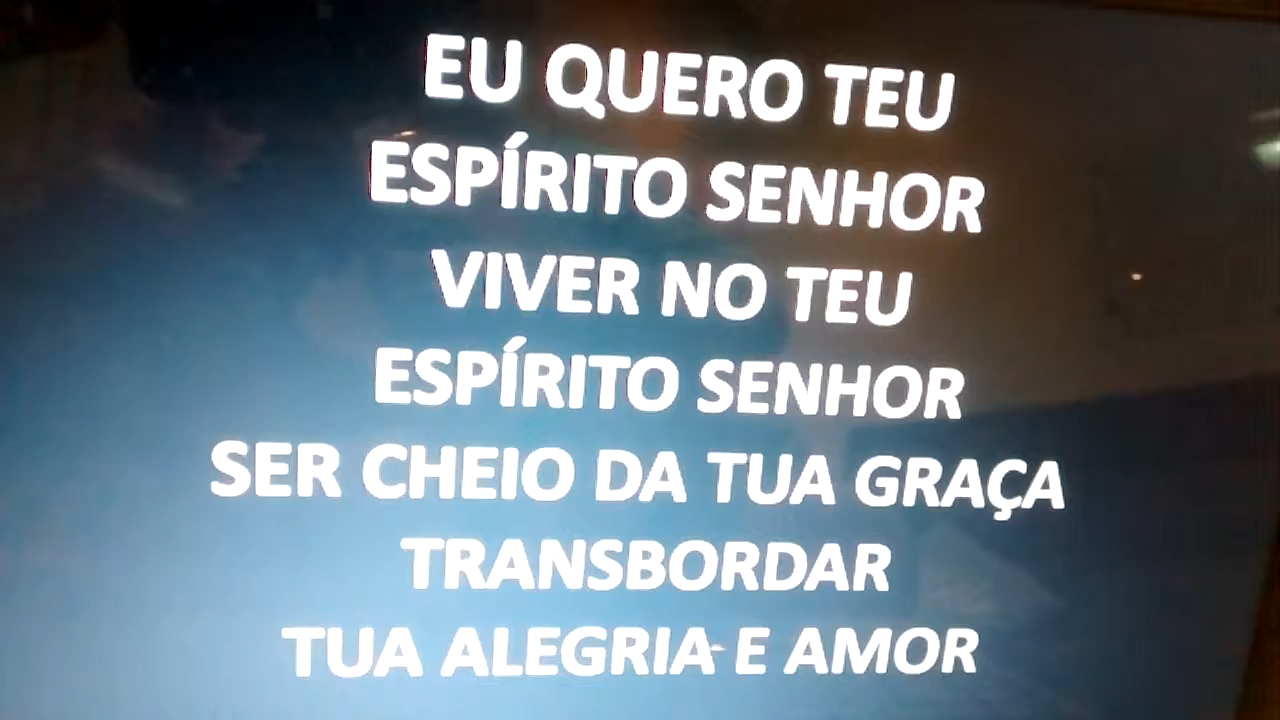 EU QUERO TEU
ESPÍRITO SENHOR
VIVER NO TEU
ESPÍRITO SENHOR
SER CHEIO DA TUA GRAÇA
TRANSBORDAR
TUA ALEGRIA E AMOR